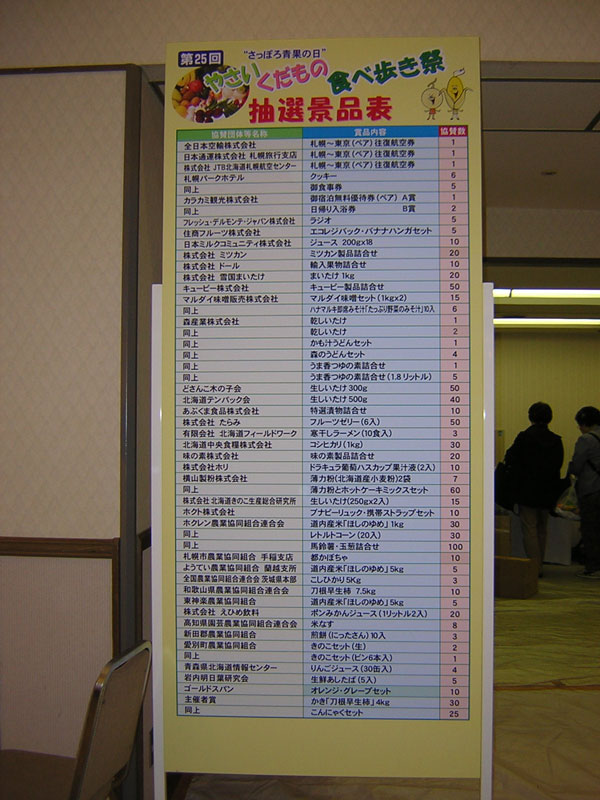 第25回
"さっぽろ青果の日"
やさいくだもの食べ歩き祭
抽選景品表
協賛団体等名称 賞品内容 協賛数
全日本空輸株式会社 札幌〜東京(ペア)往復航空券 1
日本通運株式会社 札幌旅行支店 札幌〜東京(ペア)往復航空券 1
株式会社 JTB北海道札幌航空センター 札幌〜東京(ペア)往復航空券 1
札幌パークホテル クッキー 6
同上 御食事券 5
カラカミ観光株式会社 御宿泊無料優待券(ペア) A賞 1
同上 日帰り入浴券 B賞 2
フレッシュ・デルモンテ・ジャパン株式会社 ラジオ 5
住商フルーツ株式会社 エコレジバック・バナナハンガセット 5
日本ミルクコミュニティ株式会社 ジュース 200g×18 10
株式会社 ミツカン ミツカン製品詰合せ 20
株式会社 ドール 輸入果物詰合せ 10
株式会社 雪国まいたけ まいたけ 1kg 20
キューピー株式会社 キューピー製品詰合せ 50
マルダイ味噌販売株式会社 マルダイ味噌セット(1kg×2) 15
同上 ハナマルキ即席みそ汁「たっぷり野菜のみそ汁」10入 6
森産業株式会社 乾しいたけ 1
同上 乾しいたけ 2
同上 かも汁うどんセット 1
同上 森のうどんセット 4
同上 うま香つゆの素詰合せ 1
同上 うま香つゆの素詰合せ(1.8リットル) 5
どさんこ木の子会 生しいたけ 300g 50
北海道テンパック会 生しいたけ 500g 40
あぶくま食品株式会社 特選漬物詰合せ 10
株式会社 たらみ フルーツゼリー(6入) 50
有限会社 北海道フィールドワーク 寒干しラーメン(10食入) 3
北海道中央食糧株式会社 コシヒカリ(1kg) 30
味の素株式会社 味の素製品詰合せ 20
株式会社ホリ ドラキュラ葡萄ハスカップ果汁液(2入) 10
横山製粉株式会社 薄力粉(北海道産小麦粉)2袋 7
同上 薄力粉とホットケーキミックスセット 60
株式会社 北海道きのこ生産総合研究所 生しいたけ(250g×2入) 15
ホクト株式会社 ブナピーリュック・携帯ストラップセット 10
ホクレン農業協同組合連合会 道内産米「ほしのゆめ」1kg 30
同上 レトルトコーン(20入) 30
同上 馬鈴薯・玉葱詰合せ 100
札幌市農業協同組合 手稲支店 都かぼちゃ 10
ようてい農業協同組合 蘭越支所 道内産米「ほしのゆめ」5kg 5
全国農業協同組合連合会 茨城県本部 こしひかり5Kg 3
和歌山県農業協同組合連合会 刀根早生柿 7.5kg 10
東神楽農業協同組合 道内産米「ほしのゆめ」5kg 5
株式会社 えひめ飲料 ポンみかんジュース(1リットル2入) 20
高知県園芸農業協同組合連合会 米なす 8
新田郡農業協同組合 煎餅(にったさん)10入 3
愛別町農業協同組合 きのこセット(生) 2
同上 きのこセット(ビン6本入) 1
青森県北海道情報センター りんごジュース(30缶入) 4
岩内明日葉研究会 生鮮あしたば(5入) 5
ゴールドスパン オレンジ・グレープセット 10
主催者賞 かき「刀根早生柿」4kg 30
同上 こんにゃくセット 25